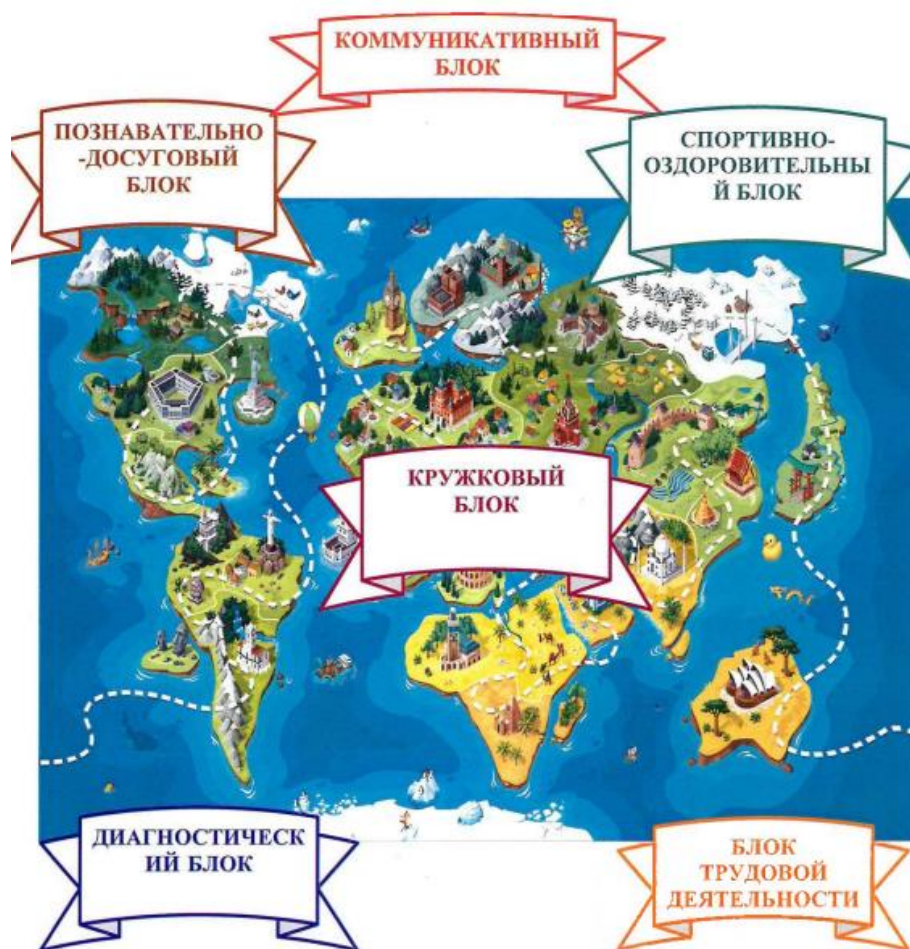 КОММУНИКАТИВНЫЙ
БЛОК
ПОЗНАВАТЕЛЬНО
-ДОСУГОВЫЙ
БЛОК
СПОРТИВНО-
ОЗДОРОВИТЕЛЬНЫ
Й БЛОК
КРУЖКОВЫЙ
БЛОК
ДИАГНОСТИЧЕСК
ИЙ БЛОК
БЛОК
ТРУДОВОЙ
ДЕЯТЕЛЬНОСТИ